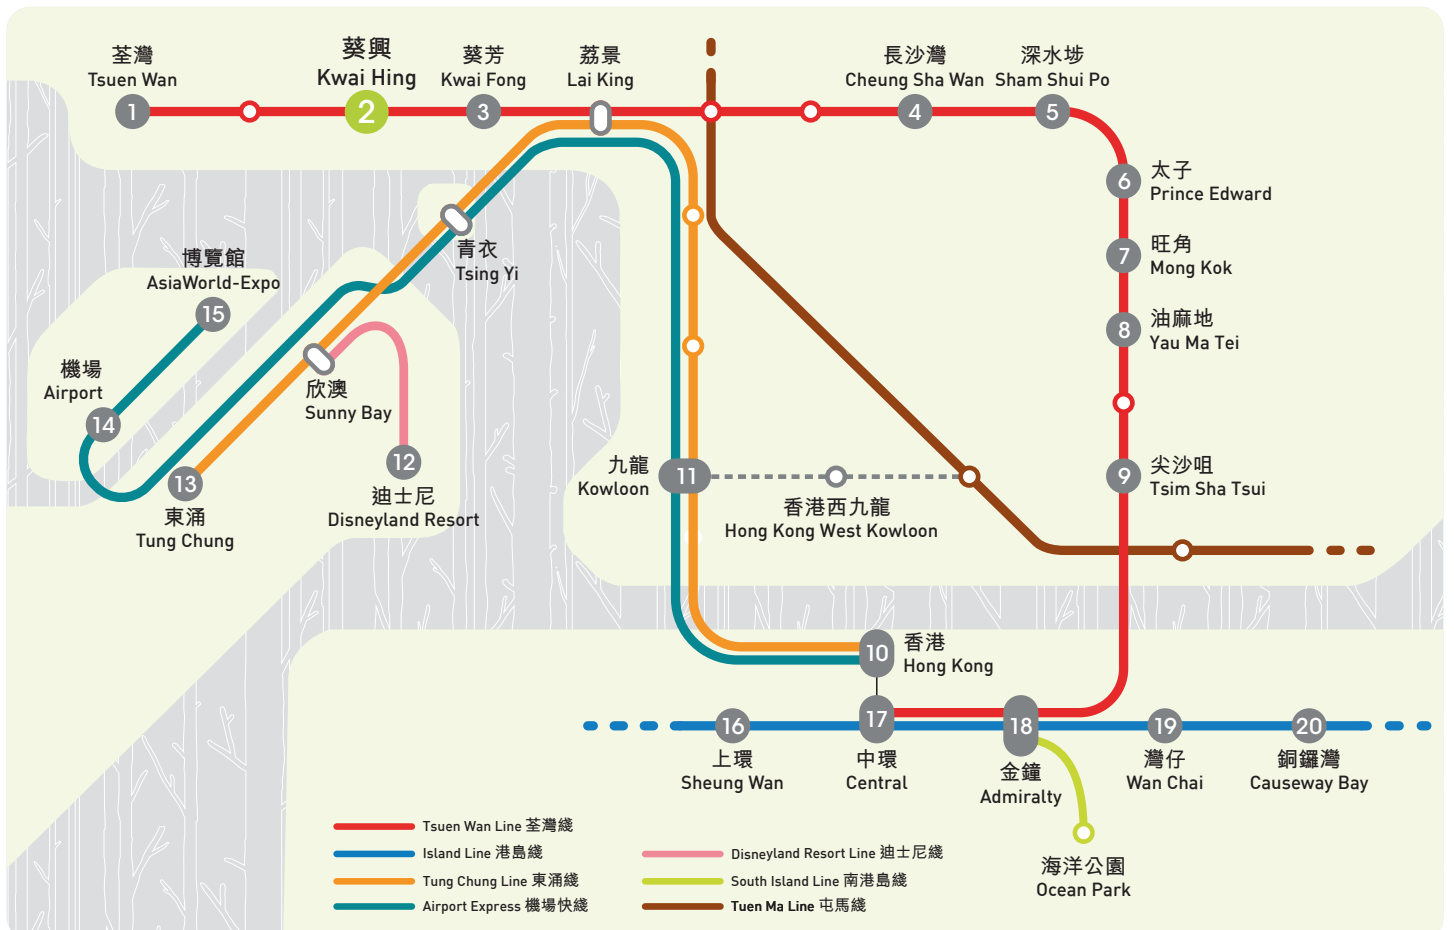 荃灣
Tsuen Wan
1
葵興
Kwai Hing
2
葵芳
Kwai Fong
3
荔景
Lai King
長沙灣
Cheung Sha Wan
4
深水埗
Sham Shui Po
5
6
太子
Prince Edward
7
旺角
Mong Kok
8
油麻地
Yau Ma Tei
9
尖沙咀
Tsim Sha Tsui
青衣
Tsing Yi
博覽館
AsiaWorld-Expo
15
機場
Airport
14
欣澳
Sunny Bay
12
迪士尼
Disneyland Resort
13
東涌
Tung Chung
九龍
Kowloon
11
香港西九龍
Hong Kong West Kowloon
10
香港
Hong Kong
16
上環
Sheung Wan
17
中環
Central
18
金鐘
Admiralty
19
灣仔
Wan Chai
20
銅鑼灣
Causeway Bay
海洋公園
Ocean Park
Tsuen Wan Line 荃灣綫
Island Line 港島綫
Tung Chung Line 東涌綫
Airport Express 機場快綫
Disneyland Resort Line 迪士尼綫
South Island Line 南港島綫
Tuen Ma Line 屯馬綫